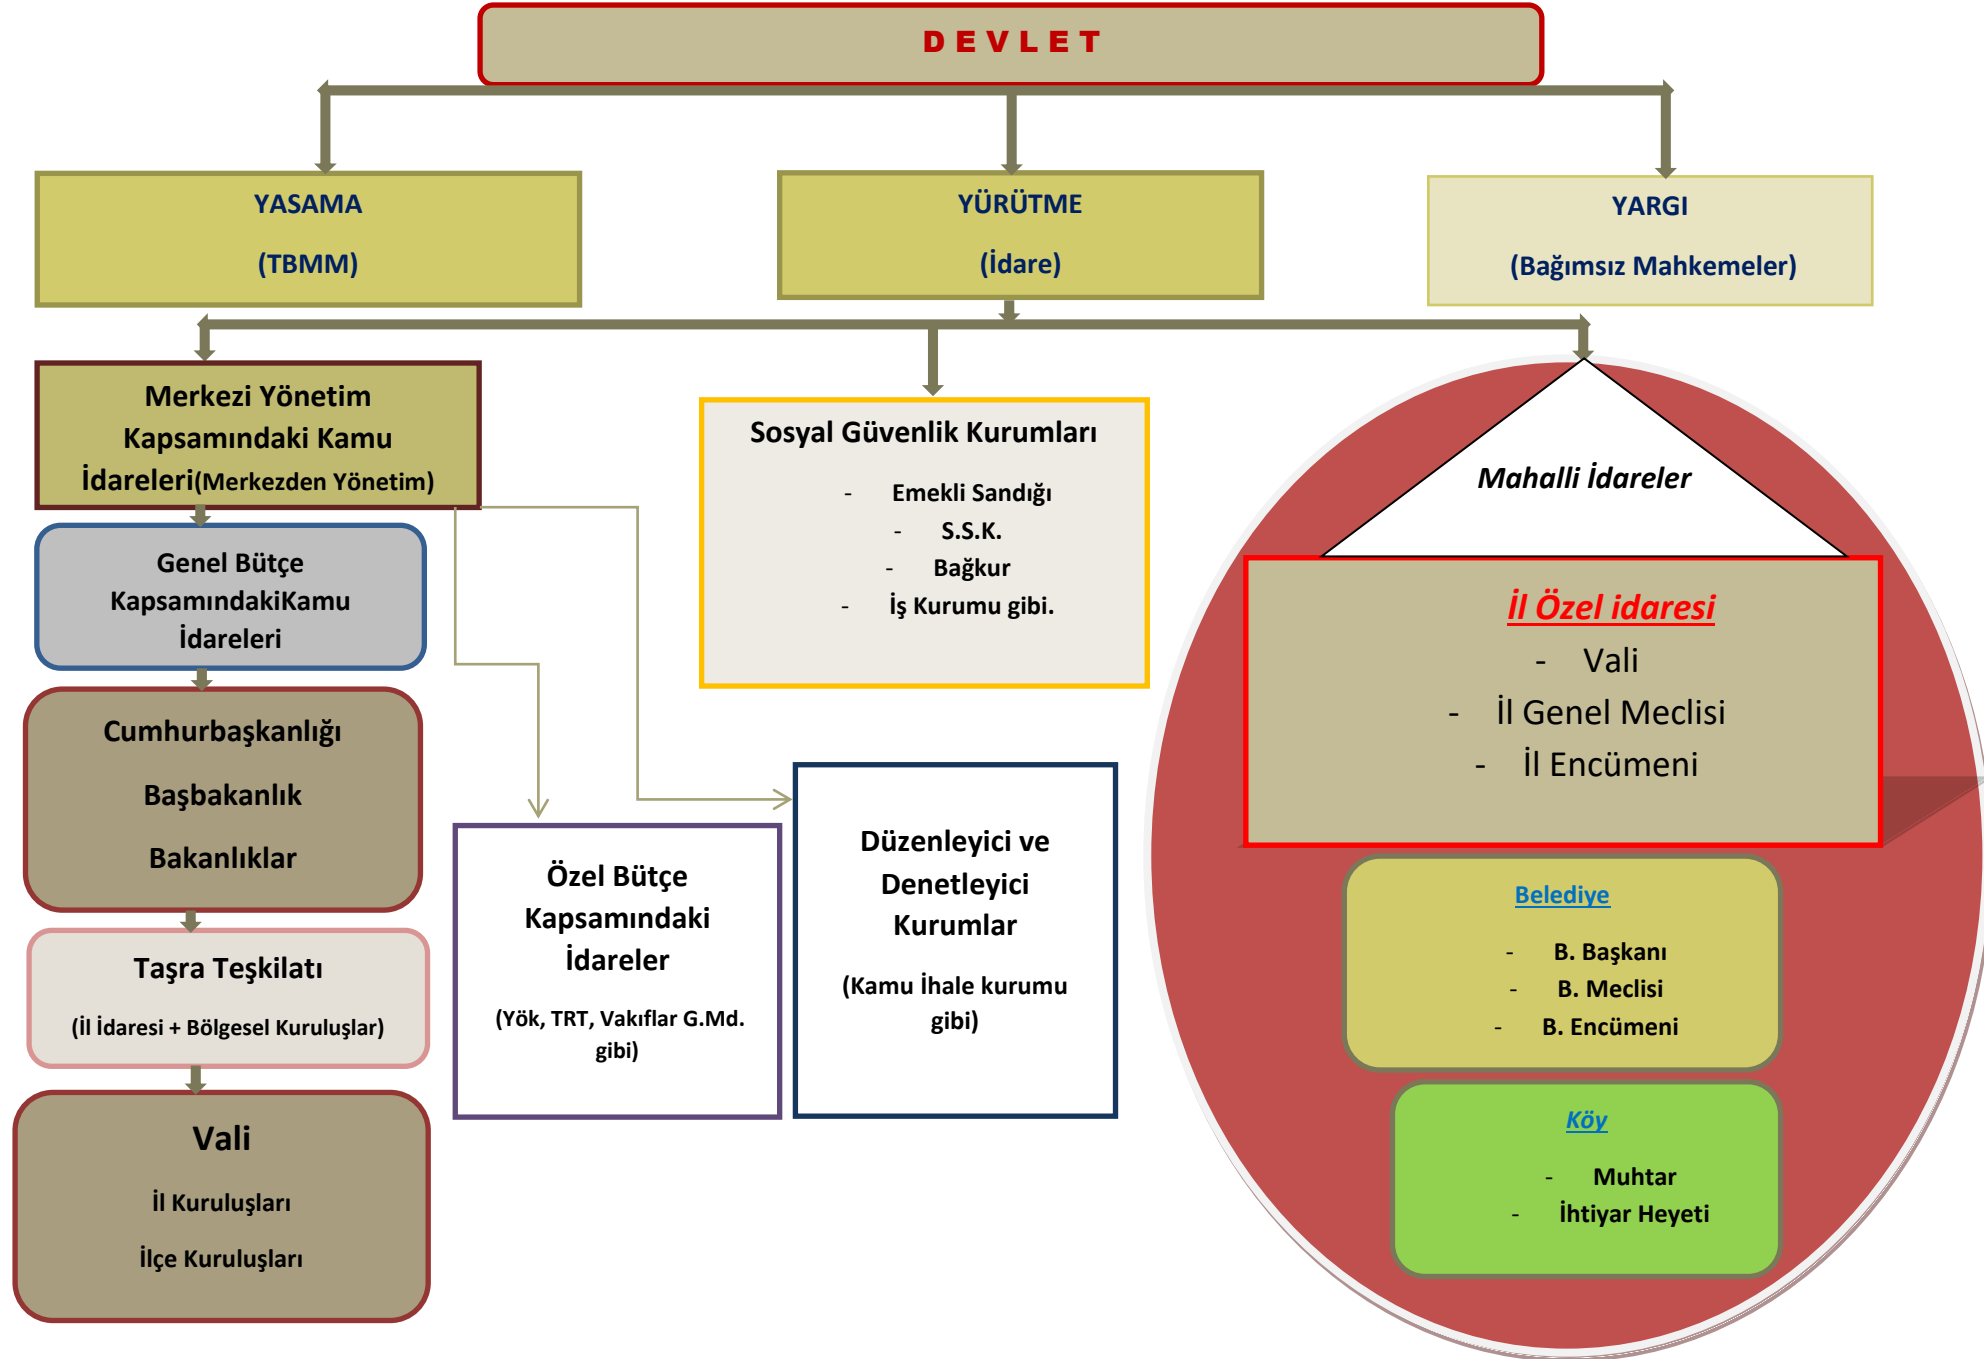 D E V L E T
YASAMA
(TBMM)
YÜRÜTME
(İdare)
YARGI
(Bağımsız Mahkemeler)
Merkezi Yönetim
Kapsamındaki Kamu
İdareleri(Merkezden Yönetim)
Genel Bütçe
KapsamındakiKamu
İdareleri
Cumhurbaşkanlığı
Başbakanlık
Bakanlıklar
Taşra Teşkilatı
(İl İdaresi + Bölgesel Kuruluşlar)
Vali
İl Kuruluşları
İlçe Kuruluşları
Özel Bütçe
Kapsamındaki
İdareler
(Yök, TRT, Vakıflar G.Md.
gibi)
Düzenleyici ve
Denetleyici
Kurumlar
(Kamu İhale kurumu
gibi)
Sosyal Güvenlik Kurumları
- Emekli Sandığı
- S.S.K.
- Bağkur
- İş Kurumu gibi.
Mahalli İdareler
İl Özel idaresi
- Vali
- İl Genel Meclisi
- İl Encümeni
Belediye
- B. Başkanı
- B. Meclisi
- B. Encümeni
Köy
- Muhtar
- İhtiyar Heyeti